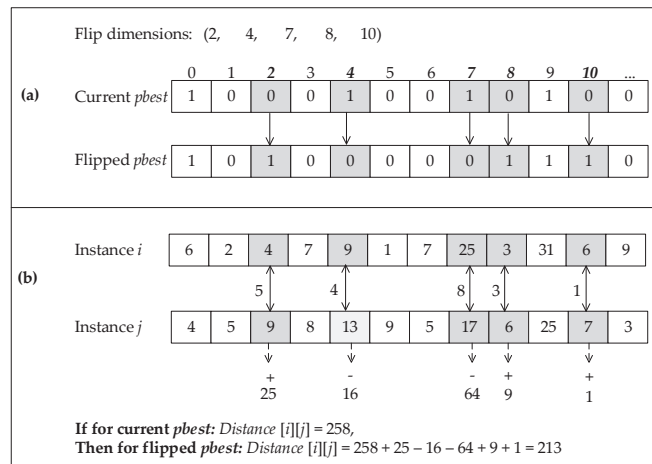 Flip dimensions: (2, 4, 7, 8, 10)
0 1 2 3 4 5 6 7 8 9 10 ...
(a)
Current pbest 1 0 0 0 1 0 0 1 0 1 0 0
Flipped pbest 1 0 1 0 0 0 0 0 1 1 1 0
Instance i 6 2 4 7 9 1 7 25 3 31 6 9
(b)
5 4 8 3 1
Instance j 4 5 9 8 13 9 5 17 6 25 7 3
+ - - + +
25 16 64 9 1
If for current pbest: Distance [i][j] = 258,
Then for flipped pbest: Distance [i][j] = 258 + 25 – 16 – 64 + 9 + 1 = 213